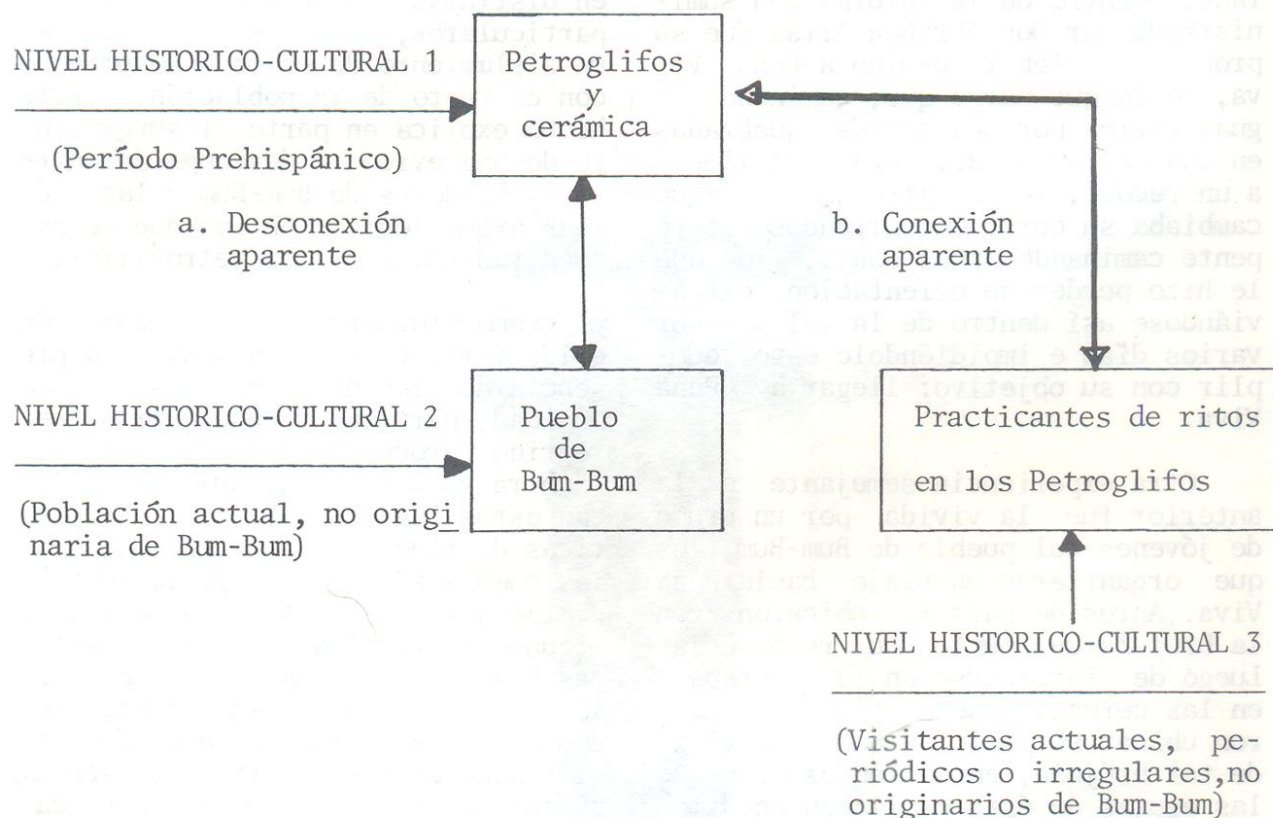 NIVEL HISTORICO-CULTURAL 1
(Período Prehispánico)
Petroglifos
y
cerámica
a. Desconexión
aparente
b. Conexión
aparente
NIVEL HISTORICO-CULTURAL 2
(Población actual, no origi
naria de Bum-Bum)
Pueblo
de
Bum-Bum
Practicantes de ritos
en los Petroglifos
NIVEL HISTORICO-CULTURAL 3
(Visitantes actuales, pe-
riódicos o irregulares,no
originarios de Bum-Bum)